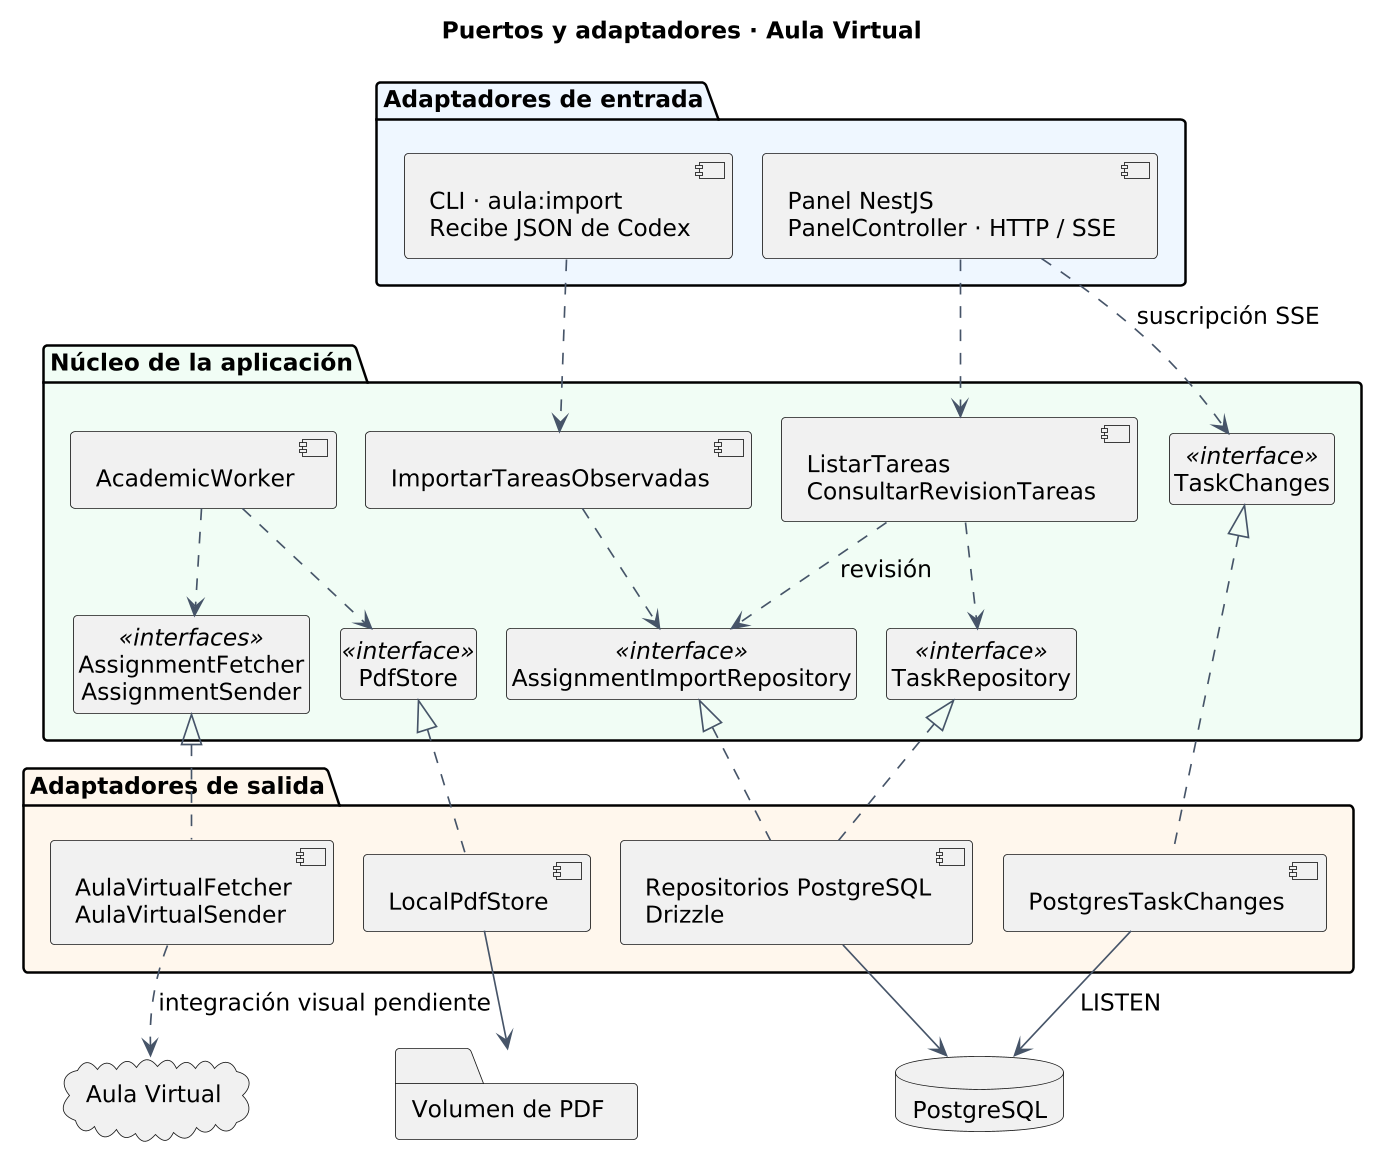 Puertos y adaptadores · Aula Virtual
Adaptadores de entrada
CLI · aula:import
Recibe JSON de Codex
Panel NestJS
PanelController · HTTP / SSE
suscripción SSE
Núcleo de la aplicación
AcademicWorker
ImportarTareasObservadas
ListarTareas
ConsultarRevisionTareas
«interface»
TaskChanges
revisión
«interfaces»
AssignmentFetcher
AssignmentSender
«interface»
PdfStore
«interface»
AssignmentImportRepository
«interface»
TaskRepository
Adaptadores de salida
AulaVirtualFetcher
AulaVirtualSender
LocalPdfStore
Repositorios PostgreSQL
Drizzle
PostgresTaskChanges
integración visual pendiente
LISTEN
Aula Virtual
Volumen de PDF
PostgreSQL